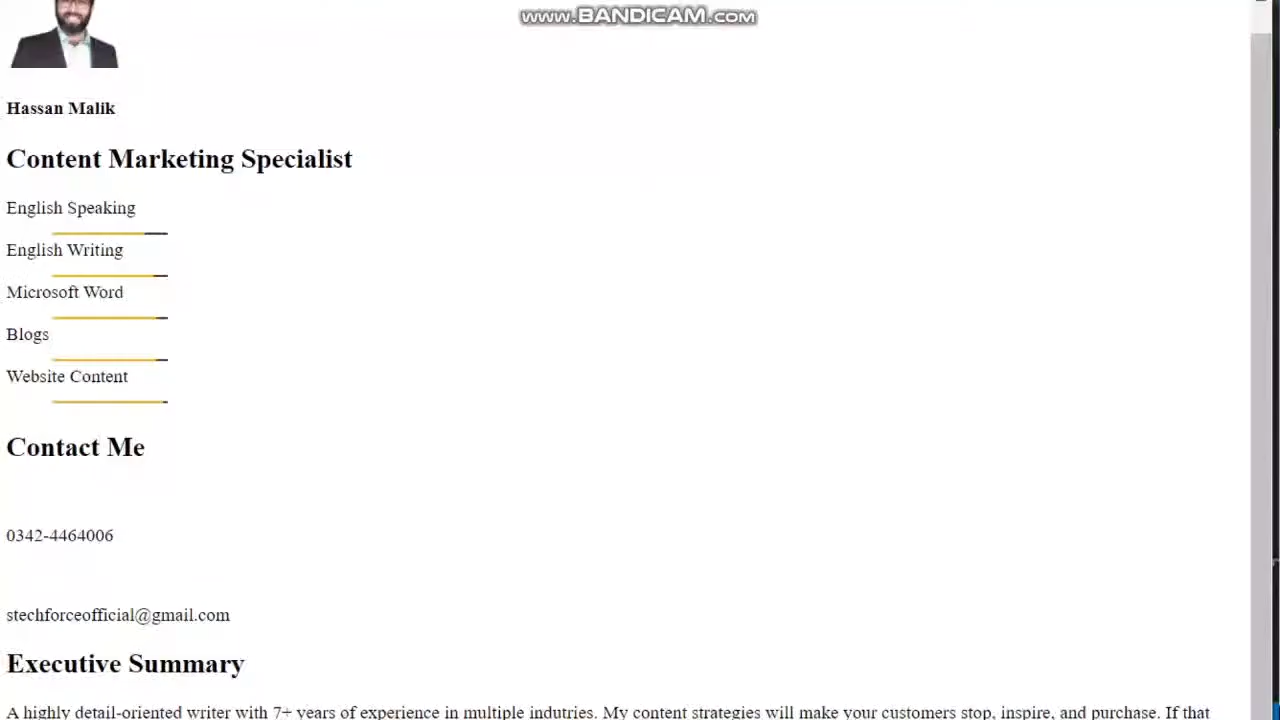 www.BANDICAM.com
Hassan Malik
Content Marketing Specialist
English Speaking
English Writing
Microsoft Word
Blogs
Website Content
Contact Me
0342-4464006
stechforceofficial@gmail.com
Executive Summary
A highly detail-oriented writer with 7+ years of experience in multiple indutries. My content strategies will make your customers stop, inspire, and purchase. If that